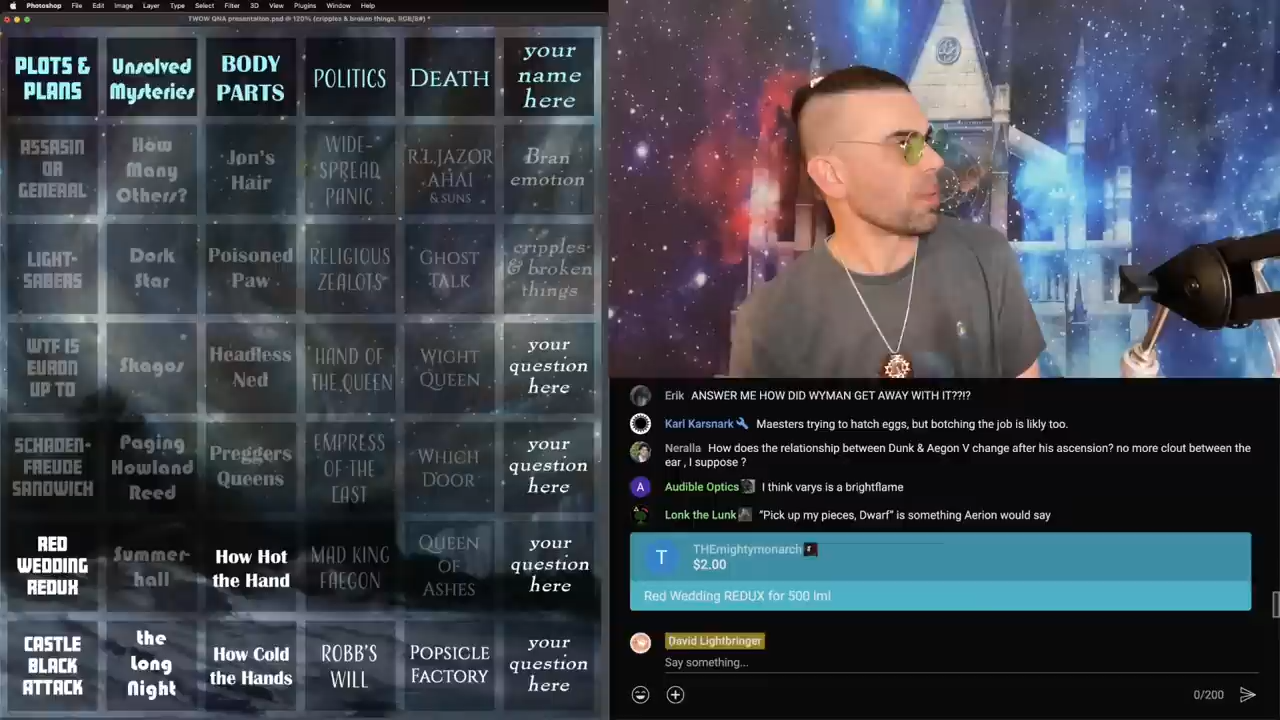 Photoshop File Edit Image Layer Type Select Filter 3D View Plugins Window Help
TWOW QNA presentation.psd @ 120% (cripples & broken things, RGB/8#) *
PLOTS &
PLANS
Unsolved
Mysteries
BODY
PARTS
POLITICS
DEATH
your
name
here
ASSASIN
OR
GENERAL
How
Many
Others?
Jon's
Hair
WIDE-
SPREAD
PANIC
R.L.JAZOR
AHAI
& SUNS
Bran
emotion
LIGHT-
SABERS
Dork
Star
Poisoned
Paw
RELIGIOUS
ZEALOTS
GHOST
TALK
cripples
& broken
things
WTF IS
EURON
UP TO
Skagos
Headless
Ned
HAND OF
THE QUEEN
WIGHT
QUEEN
your
question
here
SCHADEN-
FREUDE
SANDWICH
Paging
Howland
Reed
Preggers
Queens
EMPRESS
OF THE
EAST
WHICH
DOOR
your
question
here
RED
WEDDING
REDUX
Summer-
hall
How Hot
the Hand
MAD KING
FAEGON
QUEEN
OF
ASHES
your
question
here
CASTLE
BLACK
ATTACK
the
Long
Night
How Cold
the Hands
ROBB'S
WILL
POPSICLE
FACTORY
your
question
here
Erik ANSWER ME HOW DID WYMAN GET AWAY WITH IT??!?
Karl Karsnark Maesters trying to hatch eggs, but botching the job is likly too.
Neralla How does the relationship between Dunk & Aegon V change after his ascension? no more clout between the
ear , I suppose ?
A Audible Optics I think varys is a brightflame
Lonk the Lunk "Pick up my pieces, Dwarf" is something Aerion would say
T THEmightymonarch
$2.00
Red Wedding REDUX for 500 lml
David Lightbringer
Say something...
0/200